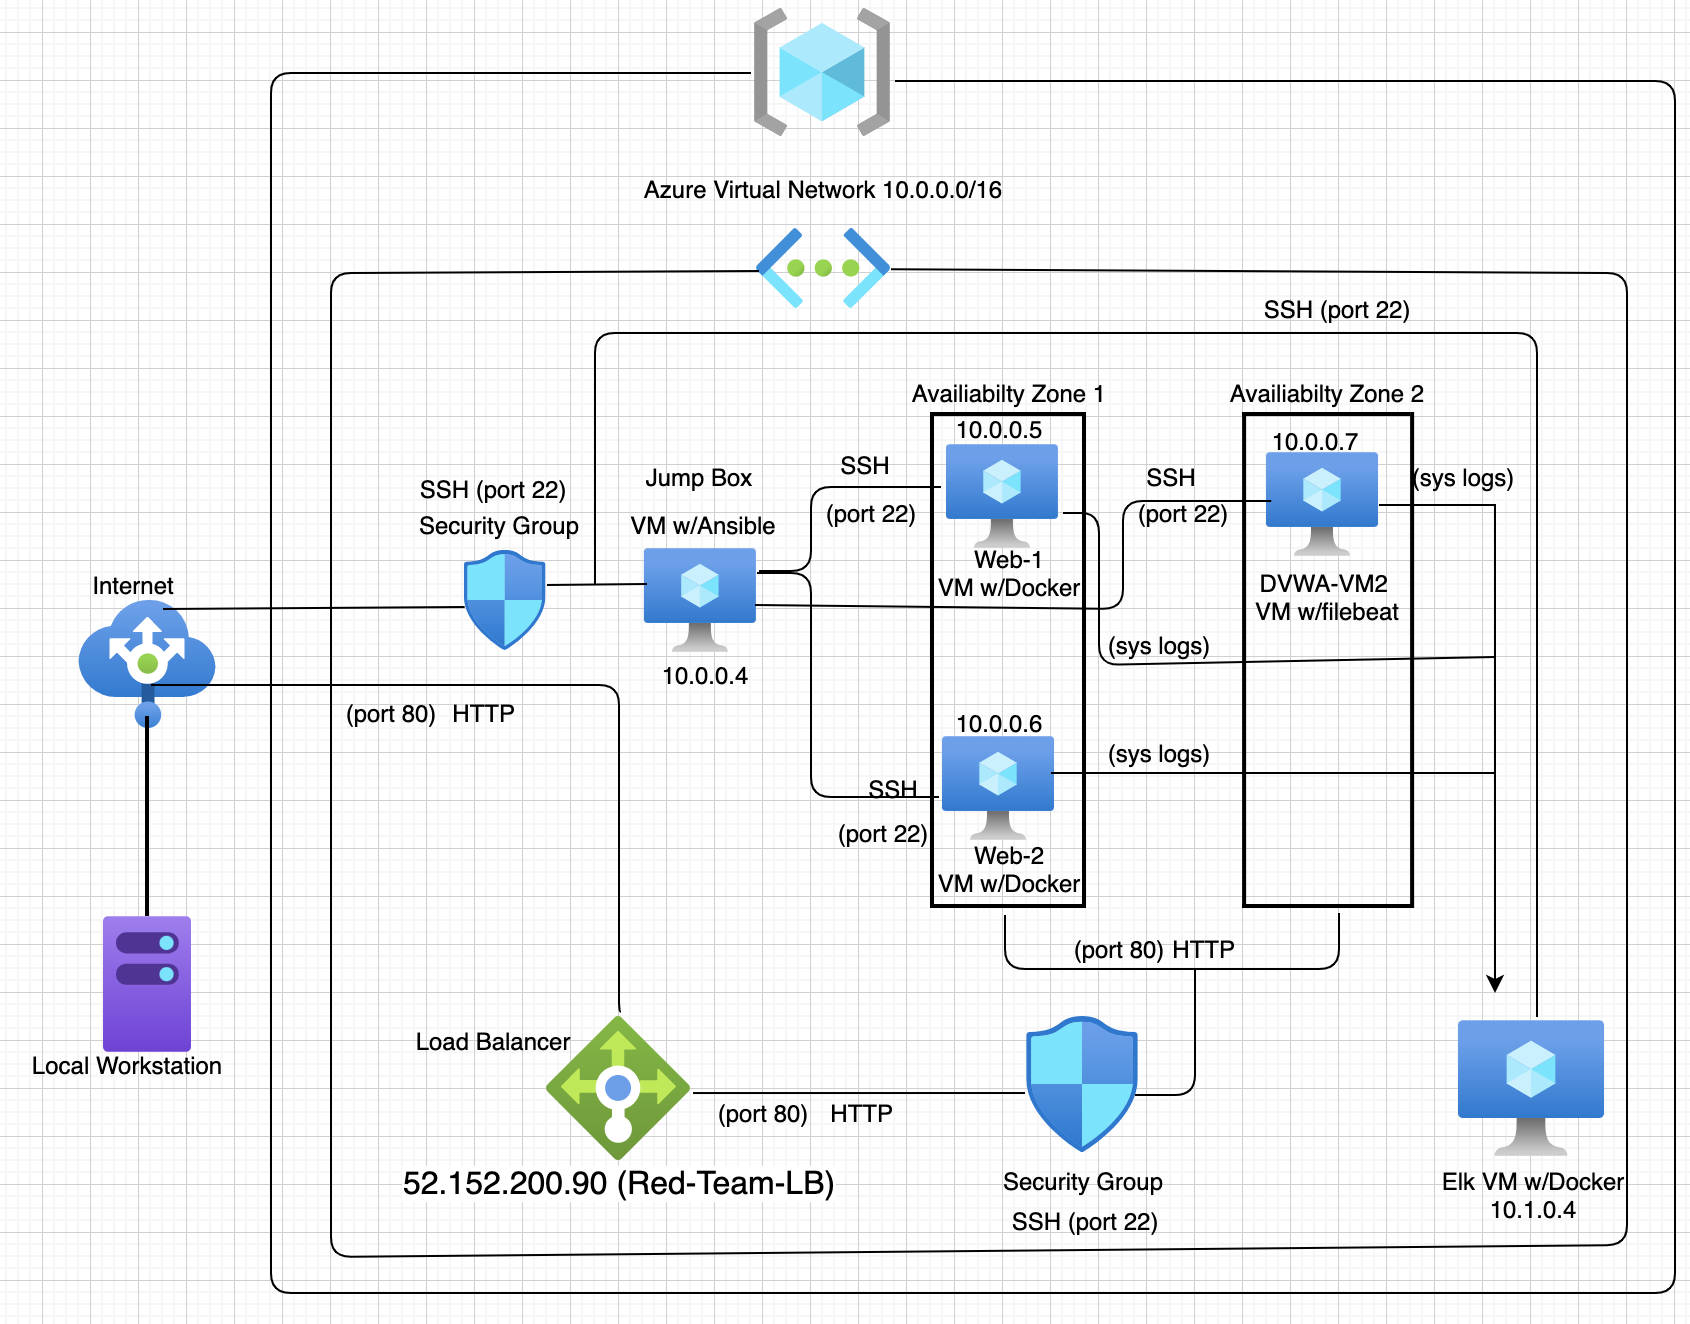 Azure Virtual Network 10.0.0.0/16
SSH (port 22)
Availiabilty Zone 1
Availiabilty Zone 2
10.0.0.5
10.0.0.7
SSH
(port 22)
Jump Box
VM w/Ansible
SSH (port 22)
Security Group
SSH
(port 22)
(sys logs)
Web-1
VM w/Docker
DVWA-VM2
VM w/filebeat
Internet
10.0.0.4
(sys logs)
(port 80) HTTP
10.0.0.6
(sys logs)
SSH
(port 22)
Web-2
VM w/Docker
(port 80) HTTP
Load Balancer
Local Workstation
(port 80) HTTP
52.152.200.90 (Red-Team-LB)
Security Group
SSH (port 22)
Elk VM w/Docker
10.1.0.4